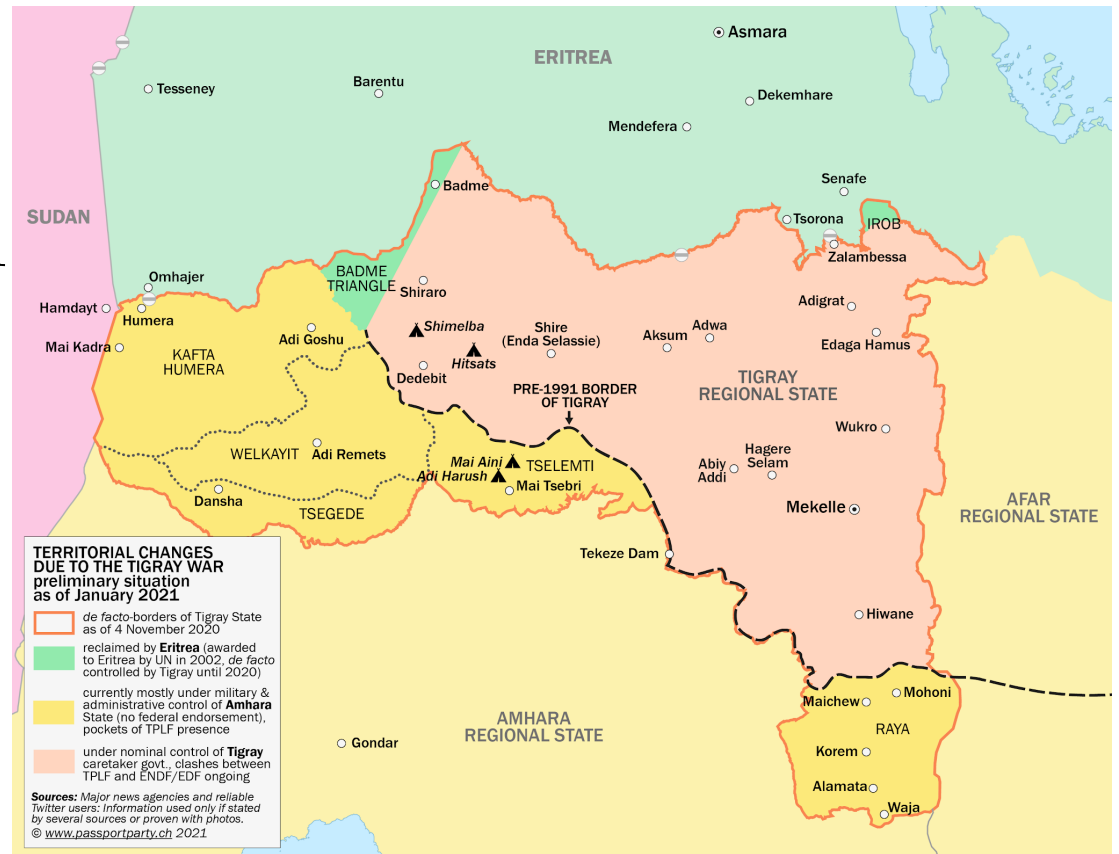 Asmara
ERITREA
Tesseney
Barentu
Dekemhare
Mendefera
Senafe
Badme
SUDAN
Tsorona
IROB
Zalambessa
BADME
TRIANGLE
Omhajer
Shiraro
Hamdayt
Humera
Adigrat
Mai Kadra
Adi Goshu
Shimelba
Shire
(Enda Selassie)
Aksum
Adwa
Edaga Hamus
KAFTA
HUMERA
Hitsats
Dedebit
TIGRAY
REGIONAL STATE
PRE-1991 BORDER
OF TIGRAY
Wukro
WELKAYIT
Adi Remets
Mai Aini
TSELEMTI
Adi Harush
Mai Tsebri
Abiy
Addi
Hagere
Selam
Dansha
TSEGEDE
Mekelle
AFAR
REGIONAL STATE
Tekeze Dam
Hiwane
Maichew
Mohoni
AMHARA
REGIONAL STATE
RAYA
Gondar
Korem
Alamata
Waja
TERRITORIAL CHANGES
DUE TO THE TIGRAY WAR
preliminary situation
as of January 2021
de facto-borders of Tigray State
as of 4 November 2020
reclaimed by Eritrea (awarded
to Eritrea by UN in 2002, de facto
controlled by Tigray until 2020)
currently mostly under military &
administrative control of Amhara
State (no federal endorsement),
pockets of TPLF presence
under nominal control of Tigray
caretaker govt., clashes between
TPLF and ENDF/EDF ongoing
Sources: Major news agencies and reliable
Twitter users: Information used only if stated
by several sources or proven with photos.
© www.passportparty.ch 2021